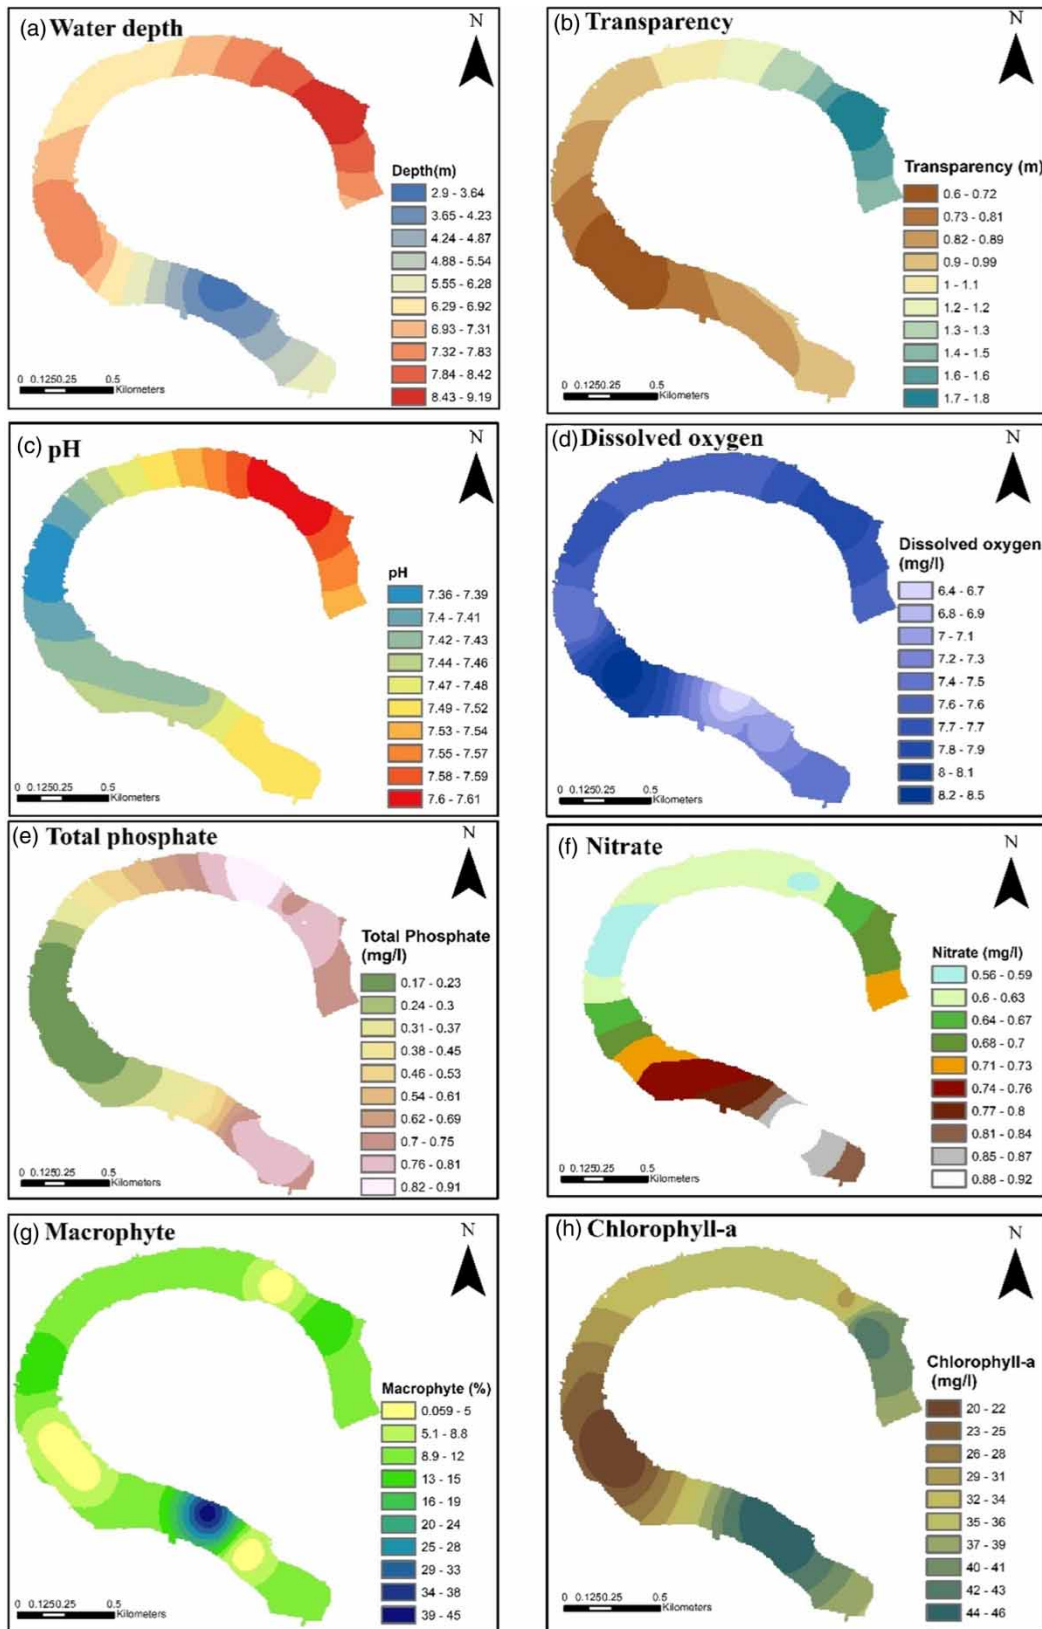 (a) Water depth
N
Depth(m)
2.9 - 3.64
3.65 - 4.23
4.24 - 4.87
4.88 - 5.54
5.55 - 6.28
6.29 - 6.92
6.93 - 7.31
7.32 - 7.83
7.84 - 8.42
8.43 - 9.19
0 0.125 0.25 0.5
Kilometers
(b) Transparency
N
Transparency (m)
0.6 - 0.72
0.73 - 0.81
0.82 - 0.89
0.9 - 0.99
1 - 1.1
1.2 - 1.2
1.3 - 1.3
1.4 - 1.5
1.6 - 1.6
1.7 - 1.8
0 0.125 0.25 0.5
Kilometers
(c) pH
N
pH
7.36 - 7.39
7.4 - 7.41
7.42 - 7.43
7.44 - 7.46
7.47 - 7.48
7.49 - 7.52
7.53 - 7.54
7.55 - 7.57
7.58 - 7.59
7.6 - 7.61
0 0.125 0.25 0.5
Kilometers
(d) Dissolved oxygen
N
Dissolved oxygen
(mg/l)
6.4 - 6.7
6.8 - 6.9
7 - 7.1
7.2 - 7.3
7.4 - 7.5
7.6 - 7.6
7.7 - 7.7
7.8 - 7.9
8 - 8.1
8.2 - 8.5
0 0.125 0.25 0.5
Kilometers
(e) Total phosphate
N
Total Phosphate
(mg/l)
0.17 - 0.23
0.24 - 0.3
0.31 - 0.37
0.38 - 0.45
0.46 - 0.53
0.54 - 0.61
0.62 - 0.69
0.7 - 0.75
0.76 - 0.81
0.82 - 0.91
0 0.125 0.25 0.5
Kilometers
(f) Nitrate
N
Nitrate (mg/l)
0.56 - 0.59
0.6 - 0.63
0.64 - 0.67
0.68 - 0.7
0.71 - 0.73
0.74 - 0.76
0.77 - 0.8
0.81 - 0.84
0.85 - 0.87
0.88 - 0.92
0 0.125 0.25 0.5
Kilometers
(g) Macrophyte
N
Macrophyte (%)
0.059 - 5
5.1 - 8.8
8.9 - 12
13 - 15
16 - 19
20 - 24
25 - 28
29 - 33
34 - 38
39 - 45
0 0.125 0.25 0.5
Kilometers
(h) Chlorophyll-a
N
Chlorophyll-a
(mg/l)
20 - 22
23 - 25
26 - 28
29 - 31
32 - 34
35 - 36
37 - 39
40 - 41
42 - 43
44 - 46
0 0.125 0.25 0.5
Kilometers